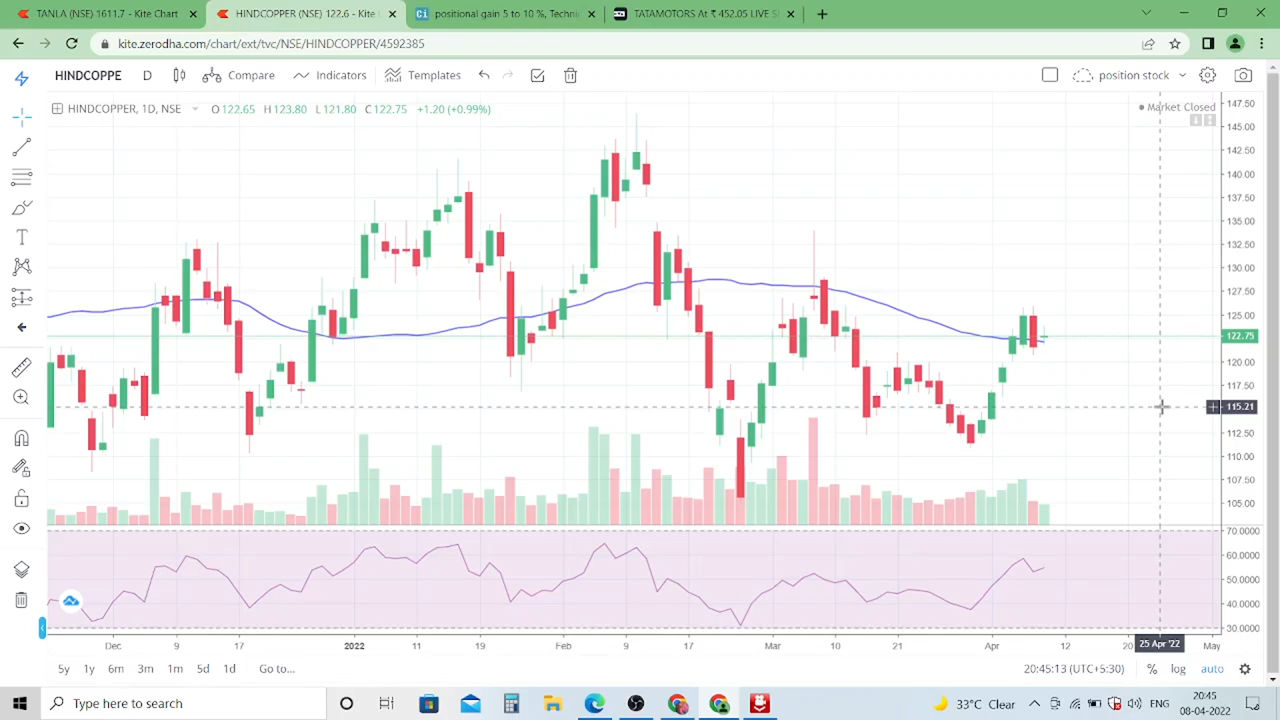 TANLA (NSE) 1611.7 - Kite Chart
HINDCOPPER (NSE) 122.6 - Kite
positional gain 5 to 10 %, Technic
TATAMOTORS At ₹ 452.05 LIVE S
kite.zerodha.com/chart/ext/tvc/NSE/HINDCOPPER/4592385
HINDCOPPE D Compare Indicators Templates position stock
HINDCOPPER, 1D, NSE O122.65 H123.80 L121.80 C122.75 +1.20 (+0.99%)
Market Closed
147.50
145.00
142.50
140.00
137.50
135.00
132.50
130.00
127.50
125.00
122.75
120.00
117.50
115.21
112.50
110.00
107.50
105.00
70.0000
60.0000
50.0000
40.0000
30.0000
Dec 9 17 2022 11 19 Feb 9 17 Mar 10 21 Apr 12 20 25 Apr '22 May
5y 1y 6m 3m 1m 5d 1d Go to... 20:45:13 (UTC+5:30) % log auto
Type here to search
33°C Clear
ENG
20:45
08-04-2022